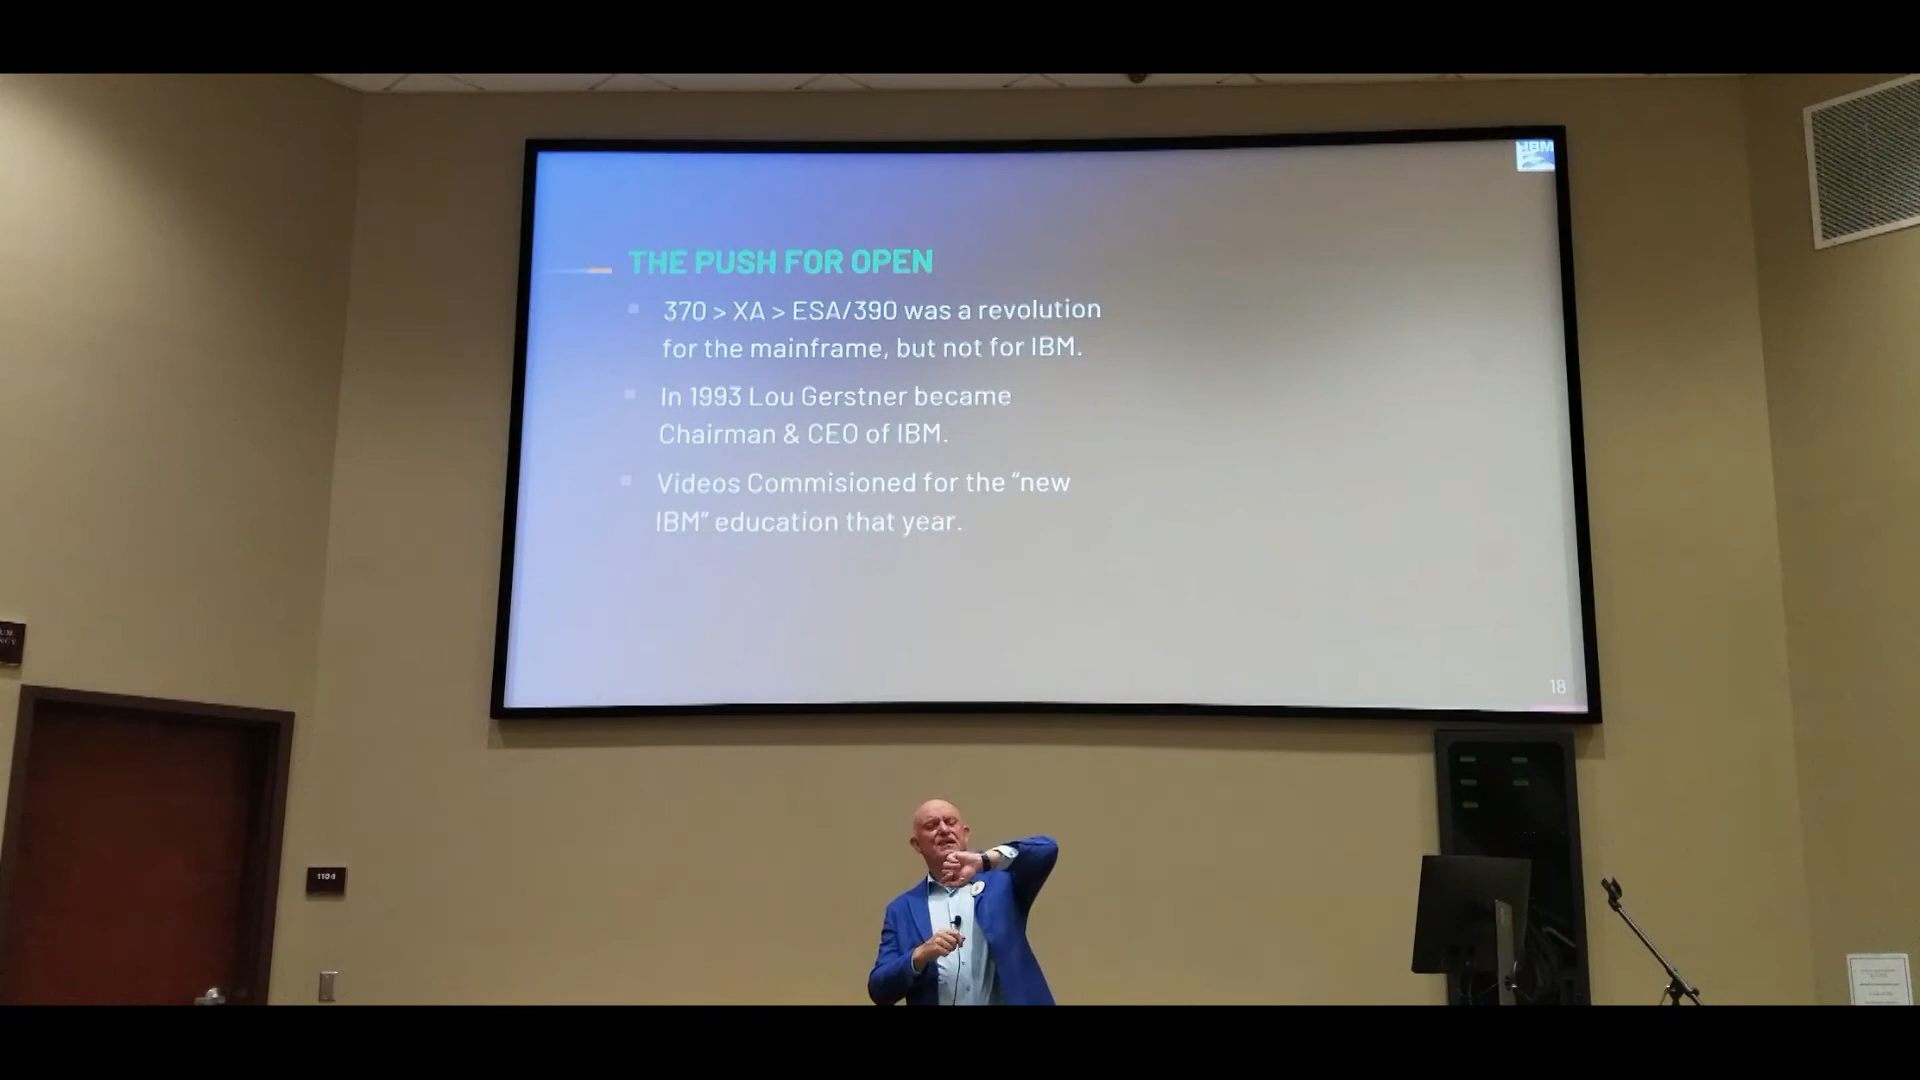 IBM
THE PUSH FOR OPEN
370 > XA > ESA/390 was a revolution
for the mainframe, but not for IBM.
In 1993 Lou Gerstner became
Chairman & CEO of IBM.
Videos Commisioned for the “new
IBM” education that year.
18